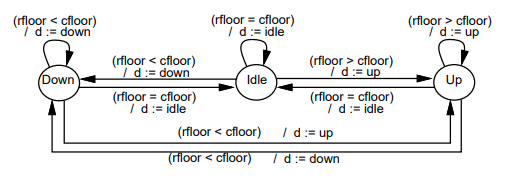 (rfloor < cfloor)
/ d := down
(rfloor = cfloor)
/ d := idle
(rfloor > cfloor)
/ d := up
(rfloor < cfloor)
/ d := down
(rfloor > cfloor)
/ d := up
Down
Idle
Up
(rfloor = cfloor)
/ d := idle
(rfloor = cfloor)
/ d := idle
(rfloor < cfloor) / d := up
(rfloor < cfloor) / d := down